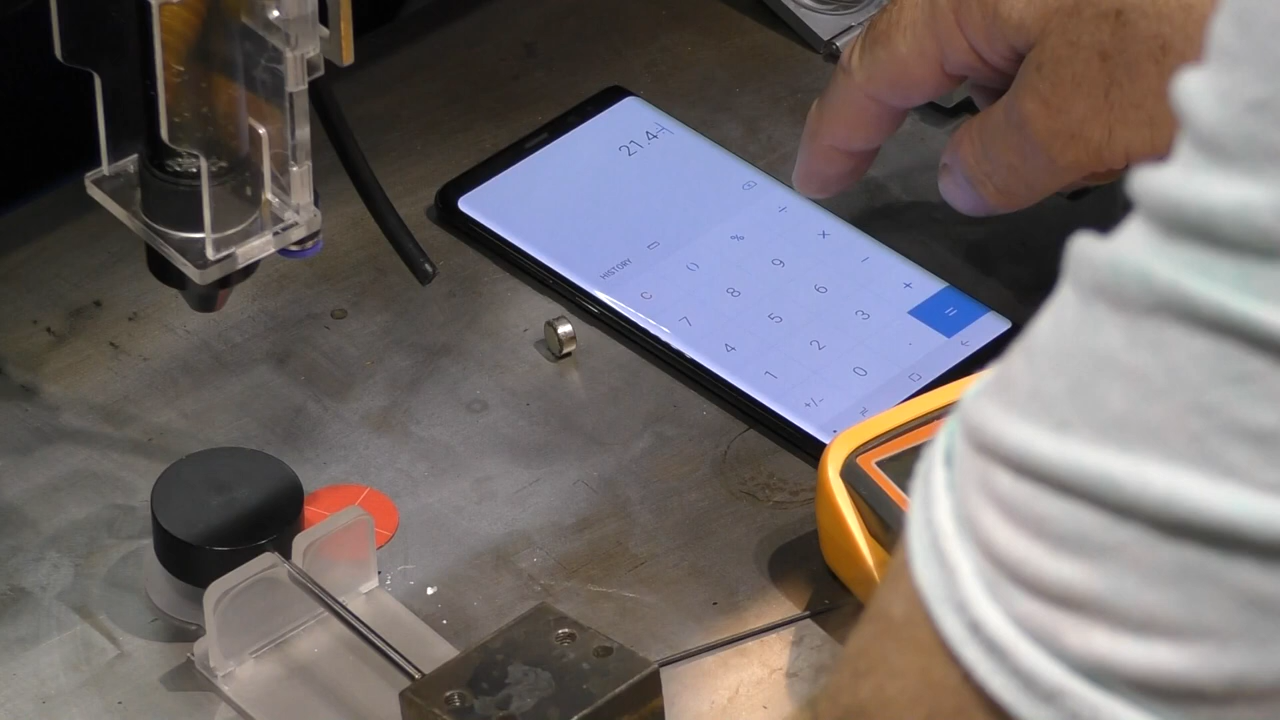 21.4-
HISTORY
C () % ÷
7 8 9 ×
4 5 6 −
1 2 3 +
+/− 0 . =